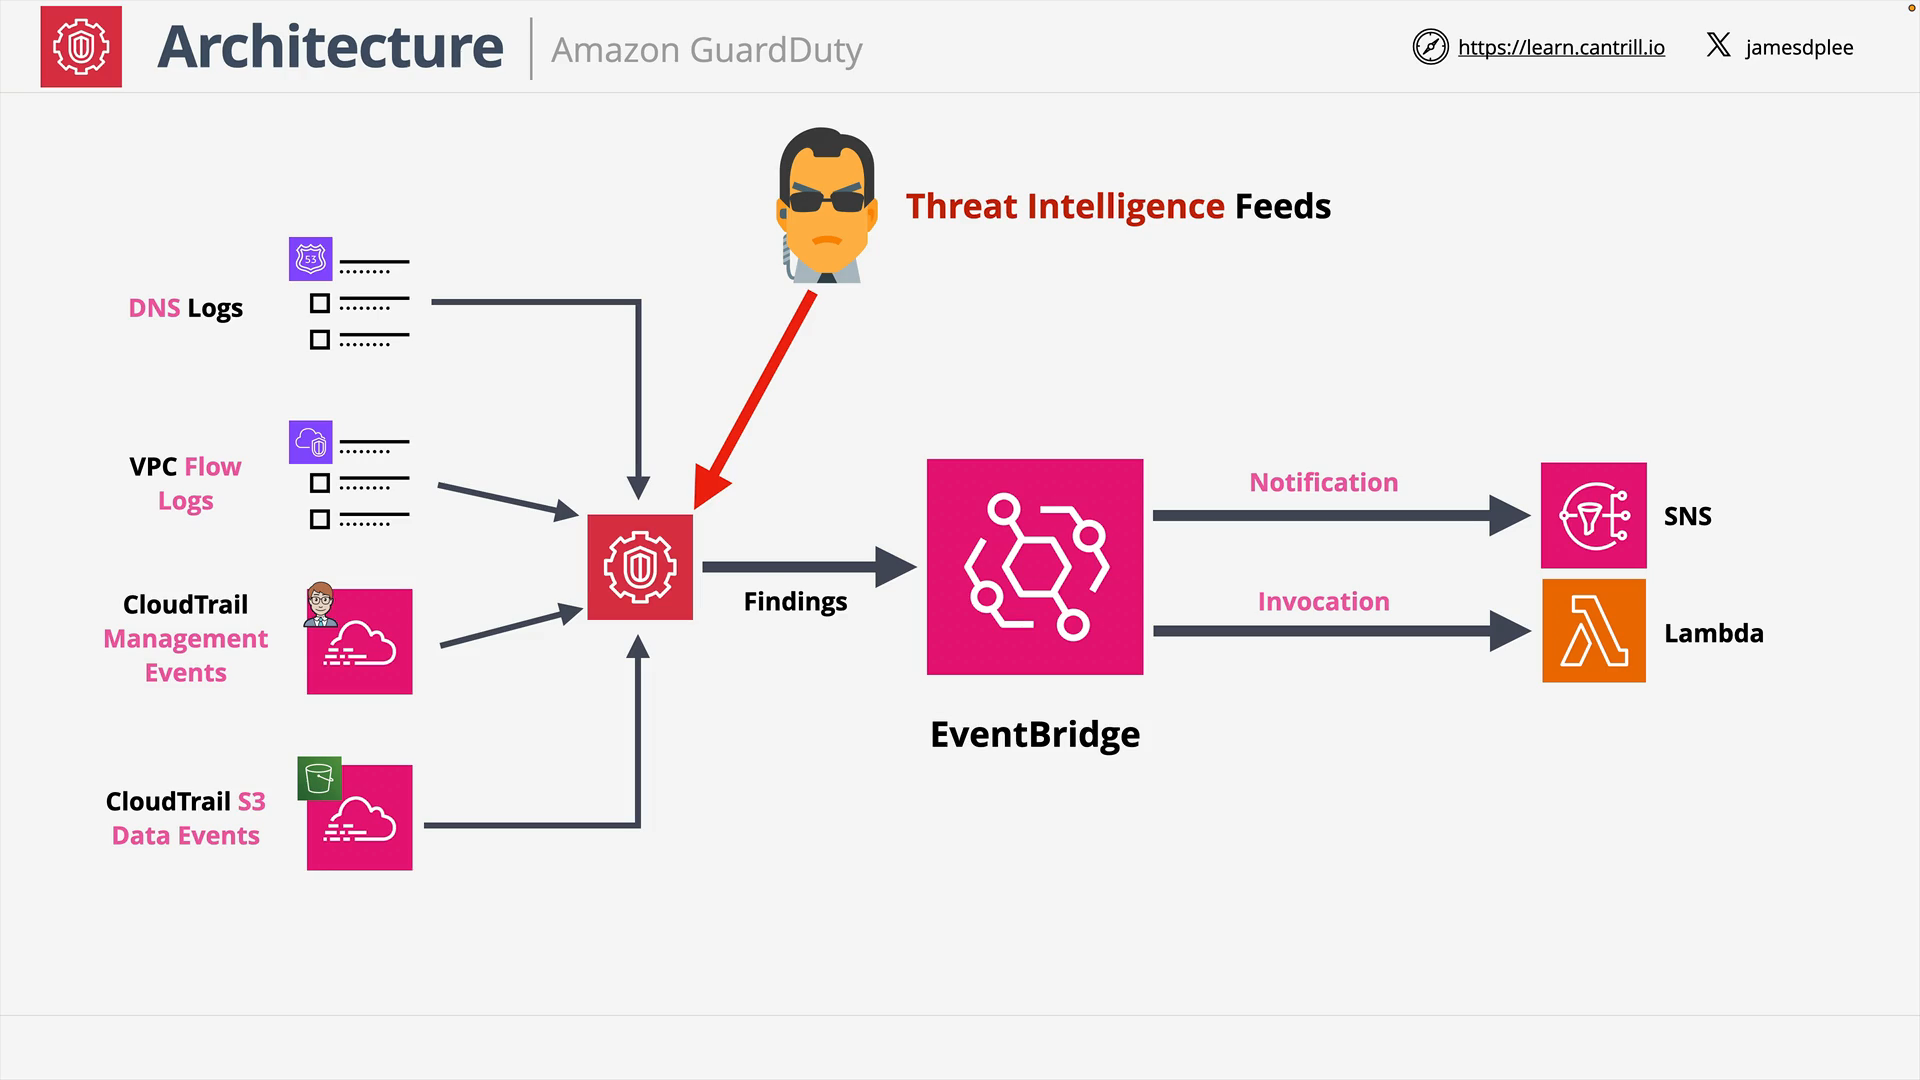 Architecture
Amazon GuardDuty
https://learn.cantrill.io
jamesdplee
Threat Intelligence Feeds
53
DNS Logs
VPC Flow
Logs
CloudTrail
Management
Events
CloudTrail S3
Data Events
Findings
EventBridge
Notification
SNS
Invocation
Lambda